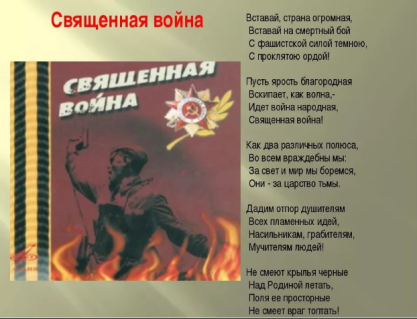 Священная война
СВЯЩЕННАЯ
ВОЙНА
Вставай, страна огромная,
Вставай на смертный бой
С фашистской силой темною,
С проклятою ордой!
Пусть ярость благородная
Вскипает, как волна,-
Идет война народная,
Священная война!
Как два различных полюса,
Во всем враждебны мы:
За свет и мир мы боремся,
Они - за царство тьмы.
Дадим отпор душителям
Всех пламенных идей,
Насильникам, грабителям,
Мучителям людей!
Не смеют крылья черные
Над Родиной летать,
Поля ее просторные
Не смеет враг топтать!